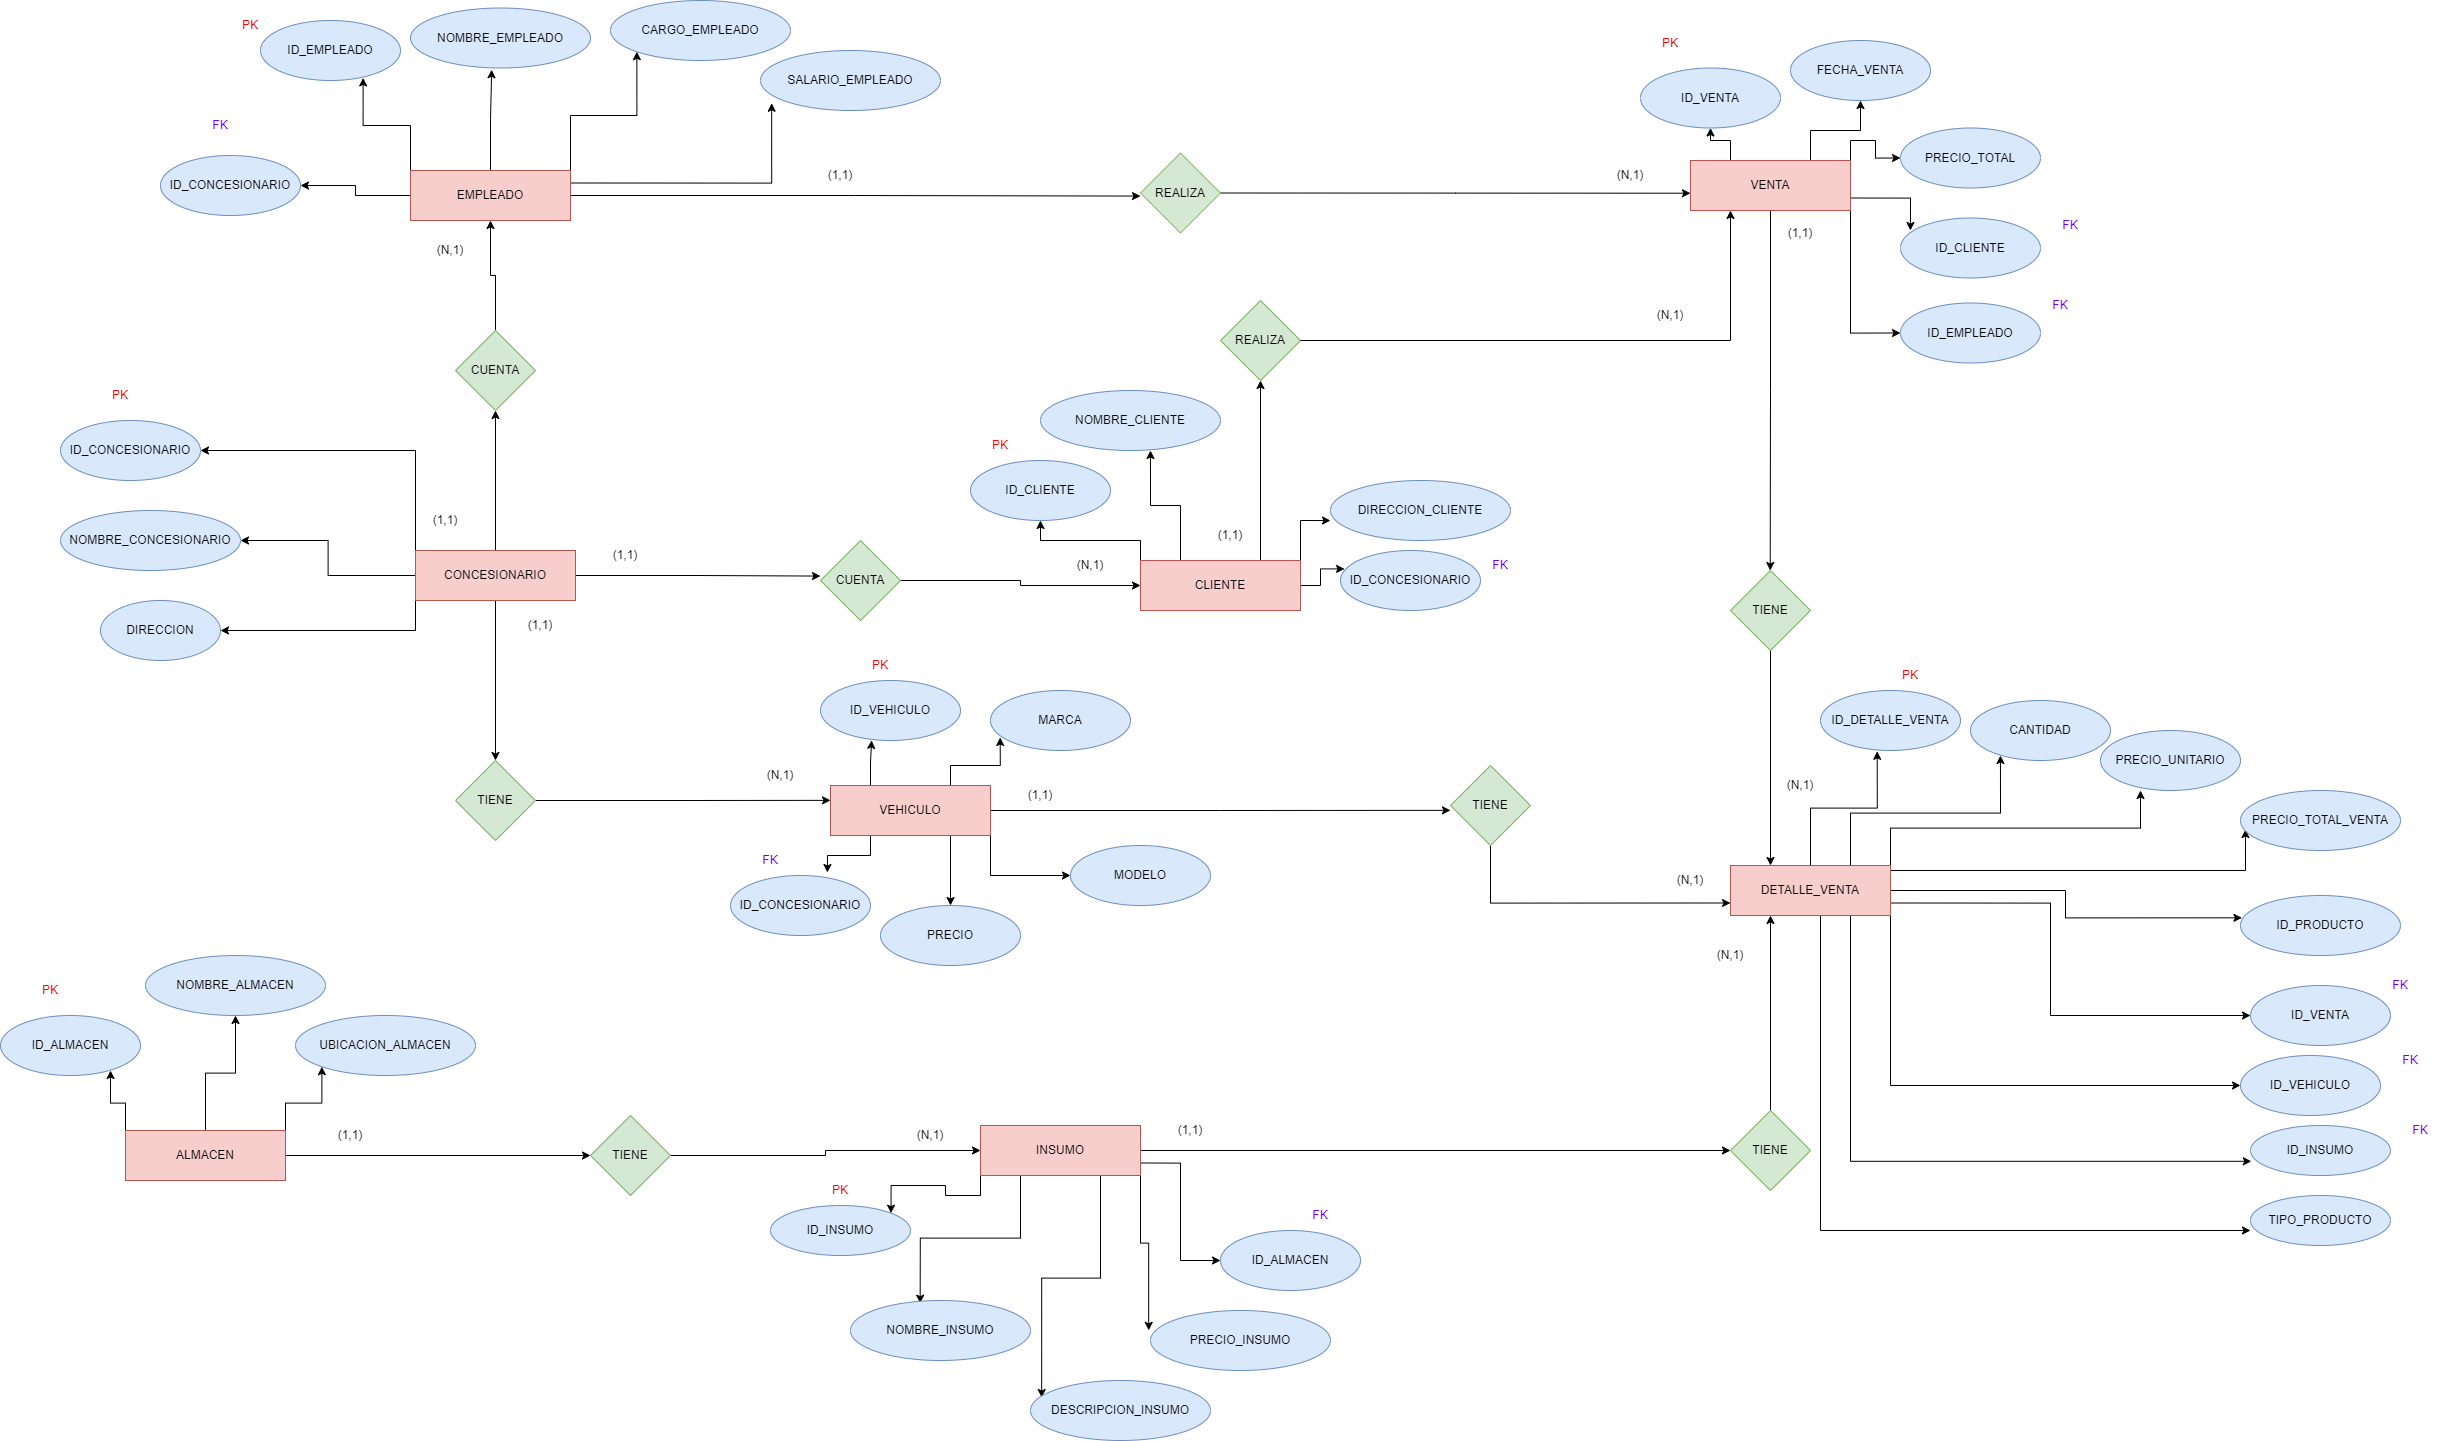 PK
ID_EMPLEADO
NOMBRE_EMPLEADO
CARGO_EMPLEADO
SALARIO_EMPLEADO
FK
ID_CONCESIONARIO
EMPLEADO
(1,1)
REALIZA
(N,1)
PK
ID_VENTA
FECHA_VENTA
VENTA
PRECIO_TOTAL
(1,1)
ID_CLIENTE
FK
ID_EMPLEADO
FK
(N,1)
CUENTA
REALIZA
(N,1)
PK
ID_CONCESIONARIO
NOMBRE_CONCESIONARIO
DIRECCION
(1,1)
CONCESIONARIO
(1,1)
(1,1)
CUENTA
(N,1)
PK
ID_CLIENTE
NOMBRE_CLIENTE
(1,1)
DIRECCION_CLIENTE
CLIENTE
ID_CONCESIONARIO
FK
TIENE
TIENE
(N,1)
PK
ID_VEHICULO
MARCA
VEHICULO
(1,1)
FK
ID_CONCESIONARIO
PRECIO
MODELO
TIENE
(N,1)
(N,1)
PK
ID_DETALLE_VENTA
CANTIDAD
PRECIO_UNITARIO
PRECIO_TOTAL_VENTA
DETALLE_VENTA
ID_PRODUCTO
(N,1)
FK
ID_VENTA
FK
ID_VEHICULO
FK
ID_INSUMO
TIPO_PRODUCTO
PK
ID_ALMACEN
NOMBRE_ALMACEN
UBICACION_ALMACEN
ALMACEN
(1,1)
TIENE
(N,1)
INSUMO
(1,1)
TIENE
PK
ID_INSUMO
FK
ID_ALMACEN
NOMBRE_INSUMO
PRECIO_INSUMO
DESCRIPCION_INSUMO